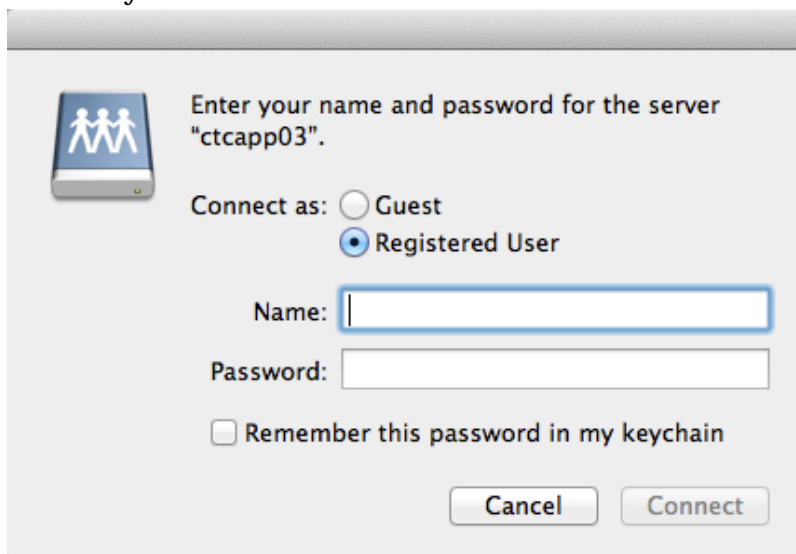 Enter your name and password for the server
"ctcapp03".
Connect as: Guest
Registered User
Name:
Password:
Remember this password in my keychain
Cancel Connect